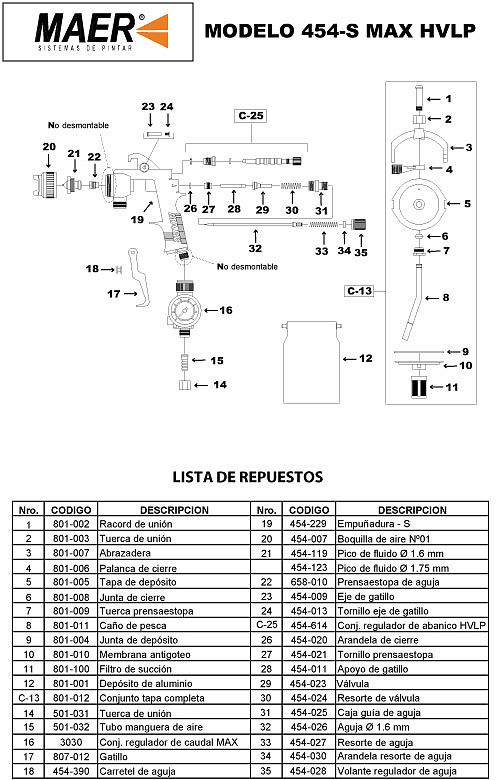 MAER
SISTEMAS DE PINTAR
MODELO 454-S MAX HVLP
23 24
C-25
No desmontable
20
21
22
19
26 27 28 29 30 31
32
33
34
35
No desmontable
18
17
16
15
14
12
C-13
1
2
3
4
5
6
7
8
9
10
11
LISTA DE REPUESTOS
Nro. CODIGO DESCRIPCION Nro. CODIGO DESCRIPCION
1 801-002 Racord de unión 19 454-229 Empuñadura - S
2 801-003 Tuerca de unión 20 454-007 Boquilla de aire Nº01
3 801-007 Abrazadera 21 454-119 Pico de fluido Ø 1.6 mm
4 801-006 Palanca de cierre 454-123 Pico de fluido Ø 1.75 mm
5 801-005 Tapa de depósito 22 658-010 Prensaestopa de aguja
6 801-008 Junta de cierre 23 454-009 Eje de gatillo
7 801-009 Tuerca prensaestopa 24 454-013 Tornillo eje de gatillo
8 801-011 Caño de pesca C-25 454-614 Conj. regulador de abanico HVLP
9 801-004 Junta de depósito 26 454-020 Arandela de cierre
10 801-010 Membrana antigoteo 27 454-021 Tornillo prensaestopa
11 801-100 Filtro de succión 28 454-011 Apoyo de gatillo
12 801-001 Depósito de aluminio 29 454-023 Válvula
C-13 801-012 Conjunto tapa completa 30 454-024 Resorte de válvula
14 501-031 Tuerca de unión 31 454-025 Caja guía de aguja
15 501-032 Tubo manguera de aire 32 454-026 Aguja Ø 1.6 mm
16 3030 Conj. regulador de caudal MAX 33 454-027 Resorte de aguja
17 807-012 Gatillo 34 454-030 Arandela resorte de aguja
18 454-390 Carretel de aguja 35 454-028 Volante regulador de aguja